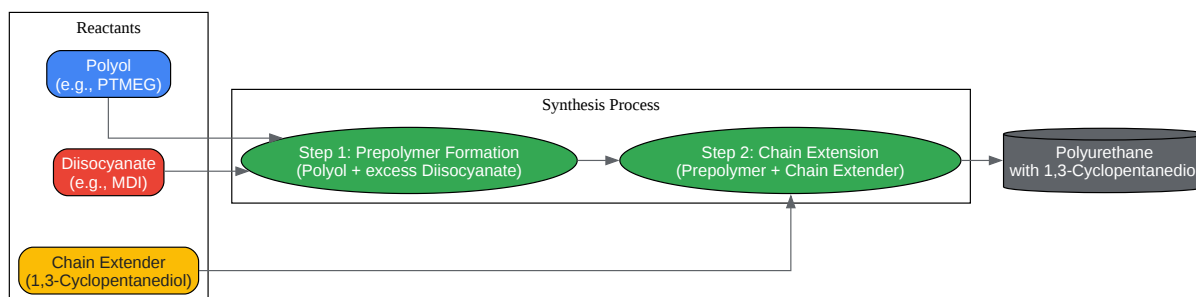 Reactants
Polyol
(e.g., PTMEG)
Synthesis Process
Diisocyanate
(e.g., MDI)
Step 1: Prepolymer Formation
(Polyol + excess Diisocyanate)
Step 2: Chain Extension
(Prepolymer + Chain Extender)
Polyurethane
with 1,3-Cyclopentanedio
Chain Extender
(1,3-Cyclopentanediol)